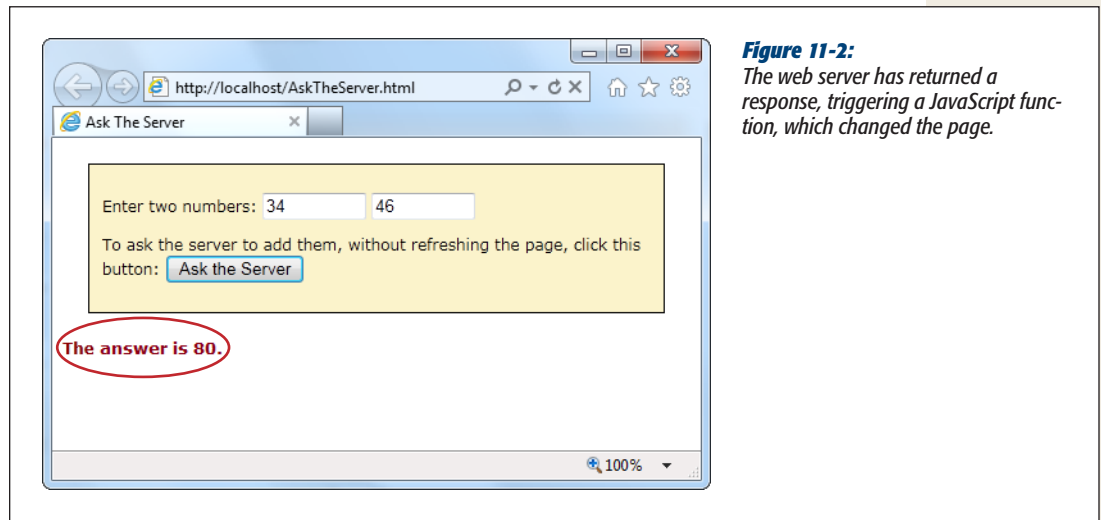 http://localhost/AskTheServer.html
Ask The Server
Enter two numbers: 34 46
To ask the server to add them, without refreshing the page, click this
button: Ask the Server
The answer is 80.
100%
Figure 11-2:
The web server has returned a
response, triggering a JavaScript func-
tion, which changed the page.